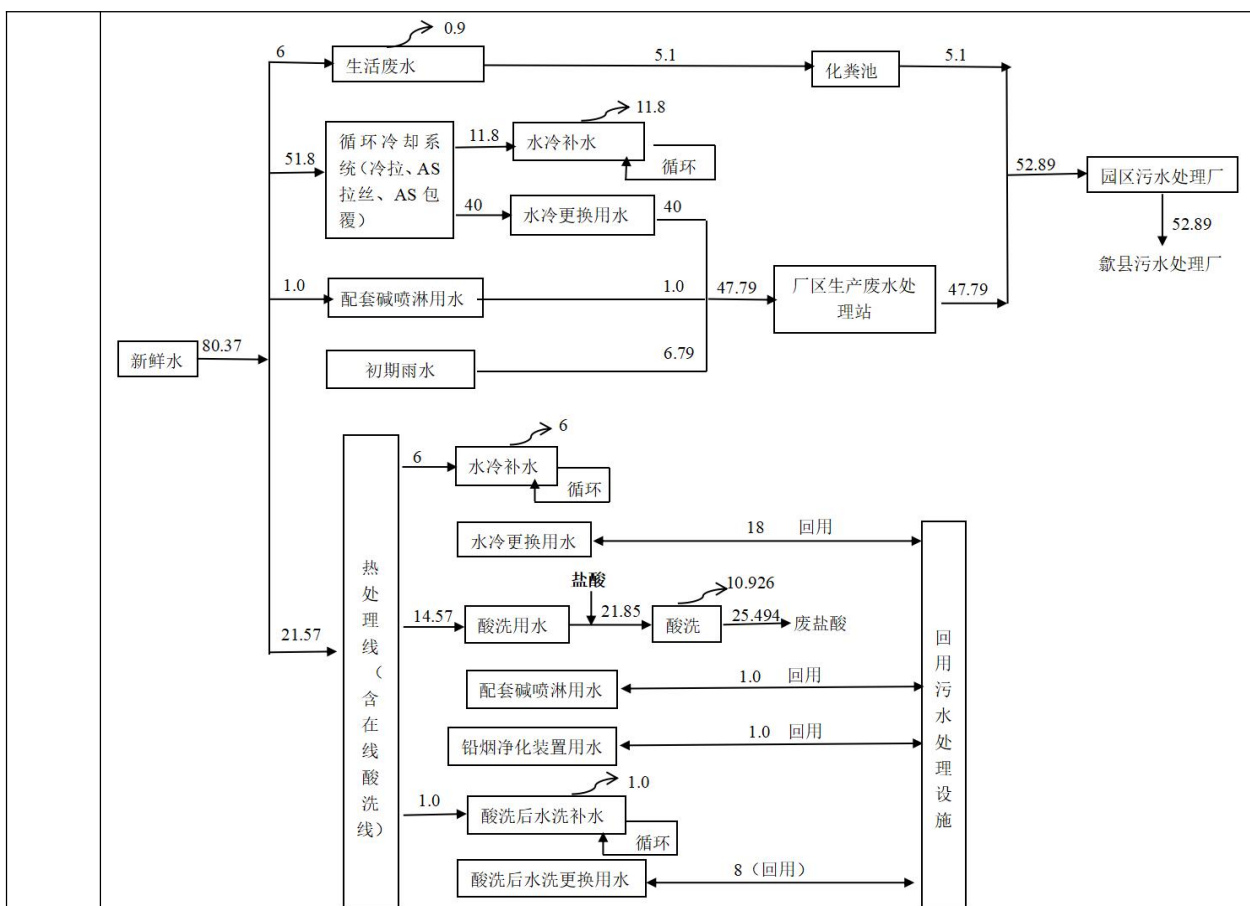 0.9
6
生活废水
5.1
化粪池
5.1
11.8
循环冷却系
统（冷拉、AS
拉丝、AS 包
覆）
51.8
11.8
水冷补水
循环
52.89
园区污水处理厂
40
水冷更换用水
40
52.89
歙县污水处理厂
1.0
配套碱喷淋用水
1.0
47.79
厂区生产废水处
理站
47.79
新鲜水
80.37
初期雨水
6.79
6
6
水冷补水
循环
水冷更换用水
18 回用
盐酸
10.926
21.57
热处理线（含在线酸洗线）
14.57
酸洗用水
21.85
酸洗
25.494
废盐酸
回用污水处理设施
配套碱喷淋用水
1.0 回用
铅烟净化装置用水
1.0 回用
1.0
1.0
酸洗后水洗补水
循环
酸洗后水洗更换用水
8（回用）